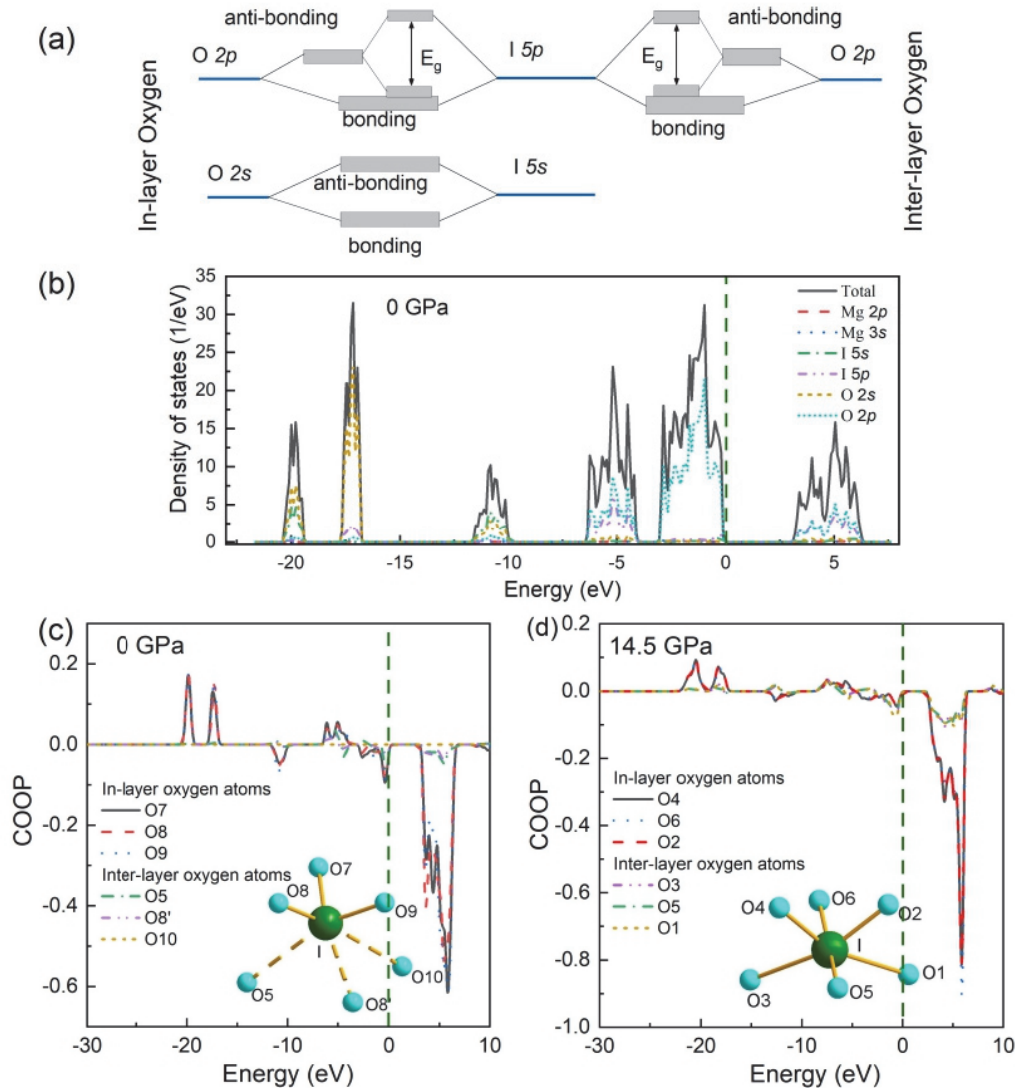 (a)
anti-bonding
anti-bonding
O 2p
I 5p
O 2p
E_g
E_g
bonding
bonding
In-layer Oxygen
Inter-layer Oxygen
O 2s
I 5s
anti-bonding
bonding
(b)
0 GPa
Density of states (1/eV)
35
30
25
20
15
10
5
0
Total
Mg 2p
Mg 3s
I 5s
I 5p
O 2s
O 2p
-20 -15 -10 -5 0 5
Energy (eV)
(c)
0 GPa
COOP
0.2
0.0
-0.2
-0.4
-0.6
In-layer oxygen atoms
O7
O8
O9
Inter-layer oxygen atoms
O5
O8'
O10
O7
O8
O9
I
O10
O5
O8'
-30 -20 -10 0 10
Energy (eV)
(d)
14.5 GPa
COOP
0.2
0.0
-0.2
-0.4
-0.6
-0.8
-1.0
In-layer oxygen atoms
O4
O6
O2
Inter-layer oxygen atoms
O3
O5
O1
O6
O4
O2
I
O1
O3
O5
-30 -20 -10 0 10
Energy (eV)